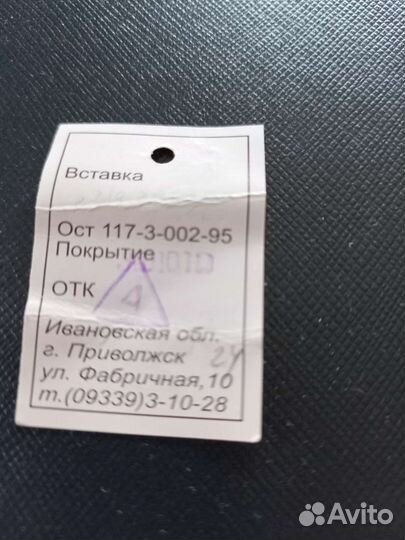 Вставка
Ост 117-3-002-95
Покрытие
ОТК
4
Ивановская обл.
г. Приволжск 24
ул. Фабричная,10
т.(09339)3-10-28
Avito